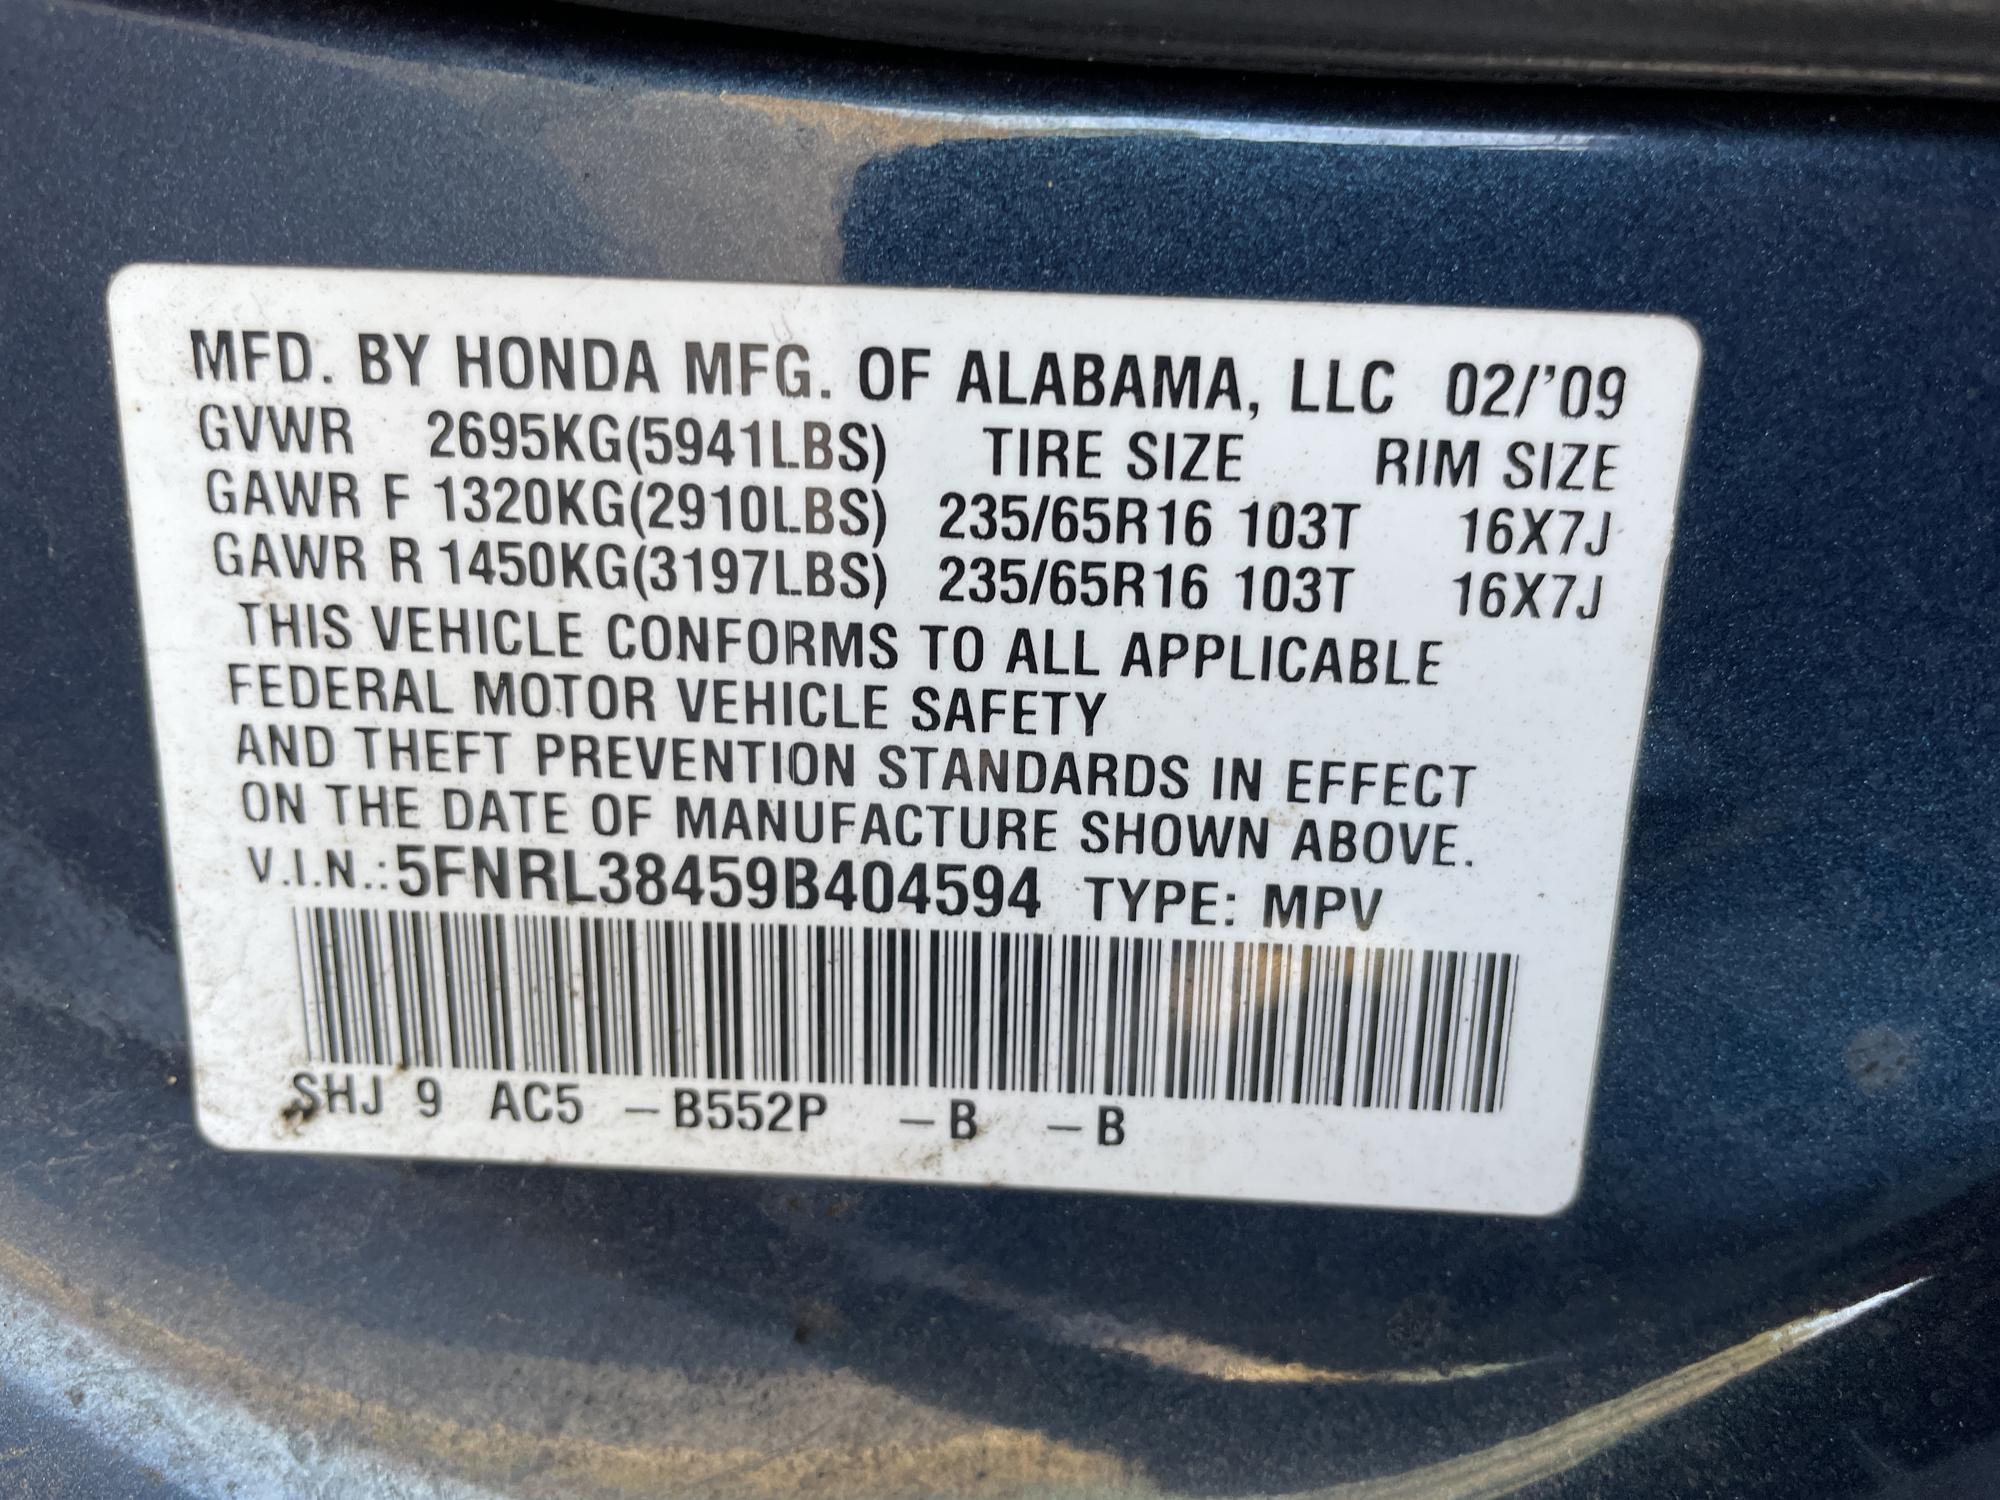 MFD. BY HONDA MFG. OF ALABAMA, LLC 02/'09
GVWR 2695KG(5941LBS) TIRE SIZE RIM SIZE
GAWR F 1320KG(2910LBS) 235/65R16 103T 16X7J
GAWR R 1450KG(3197LBS) 235/65R16 103T 16X7J
THIS VEHICLE CONFORMS TO ALL APPLICABLE
FEDERAL MOTOR VEHICLE SAFETY
AND THEFT PREVENTION STANDARDS IN EFFECT
ON THE DATE OF MANUFACTURE SHOWN ABOVE.
V.I.N.: 5FNRL38459B404594 TYPE: MPV
SHJ 9 AC5 – B552P – B – B